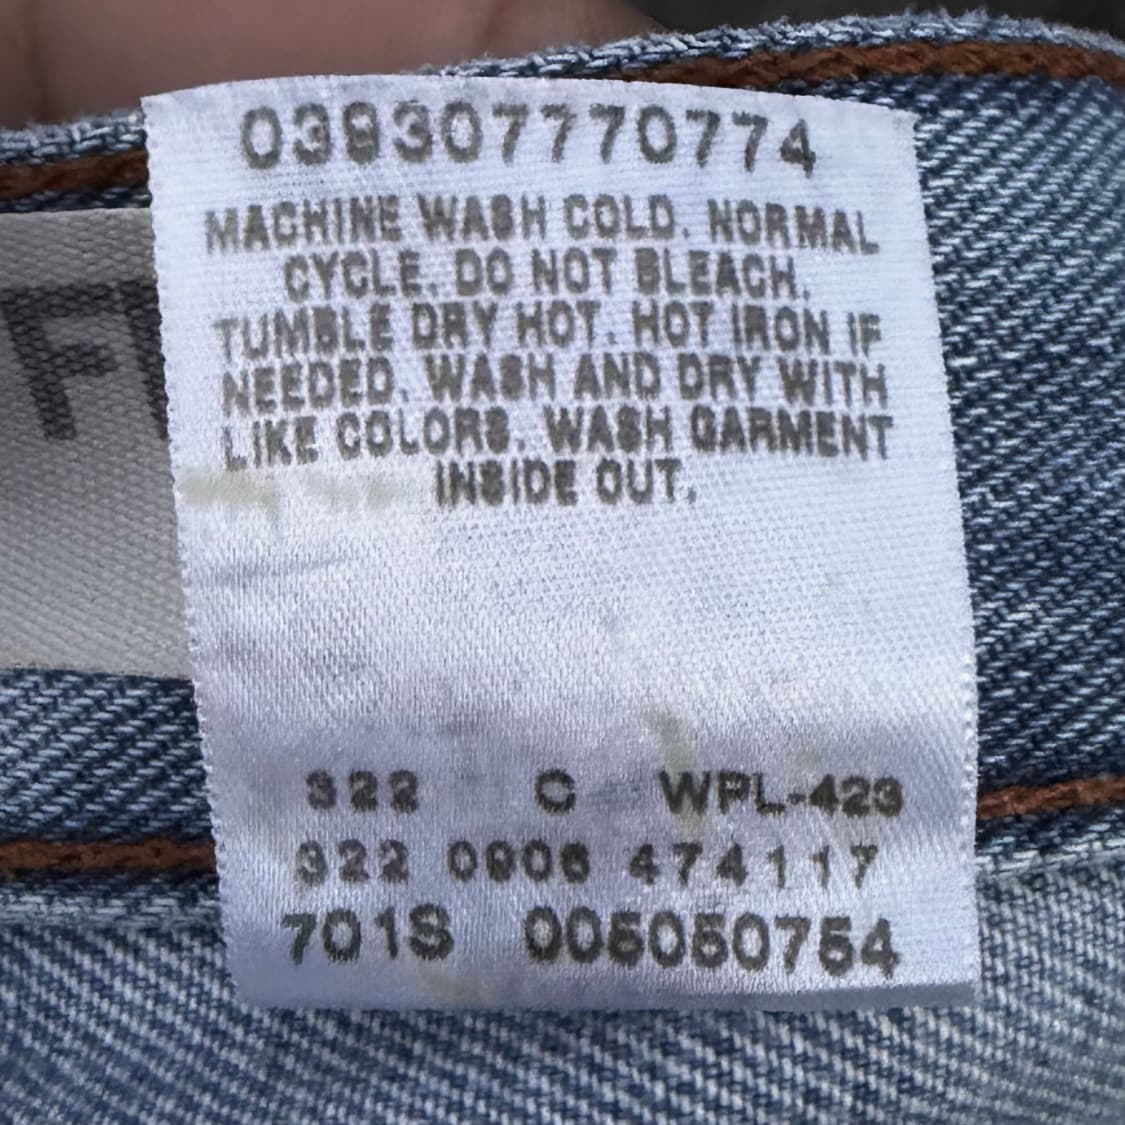 039307770774
MACHINE WASH COLD. NORMAL
CYCLE. DO NOT BLEACH.
TUMBLE DRY HOT. HOT IRON IF
NEEDED. WASH AND DRY WITH
LIKE COLORS. WASH GARMENT
INSIDE OUT.
322 C WPL-423
322 0906 474117
701S 005050754